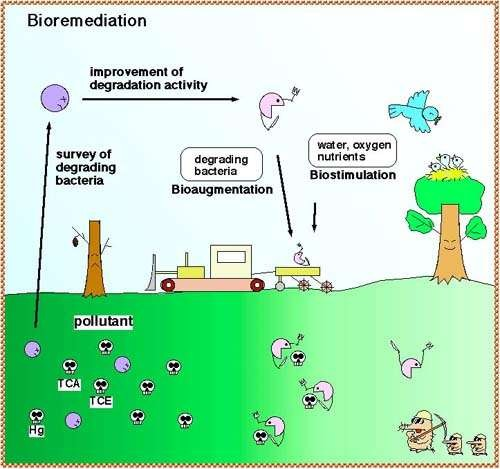 Bioremediation
improvement of
degradation activity
survey of
degrading
bacteria
degrading
bacteria
Bioaugmentation
water, oxygen
nutrients
Biostimulation
pollutant
TCA
TCE
Hg